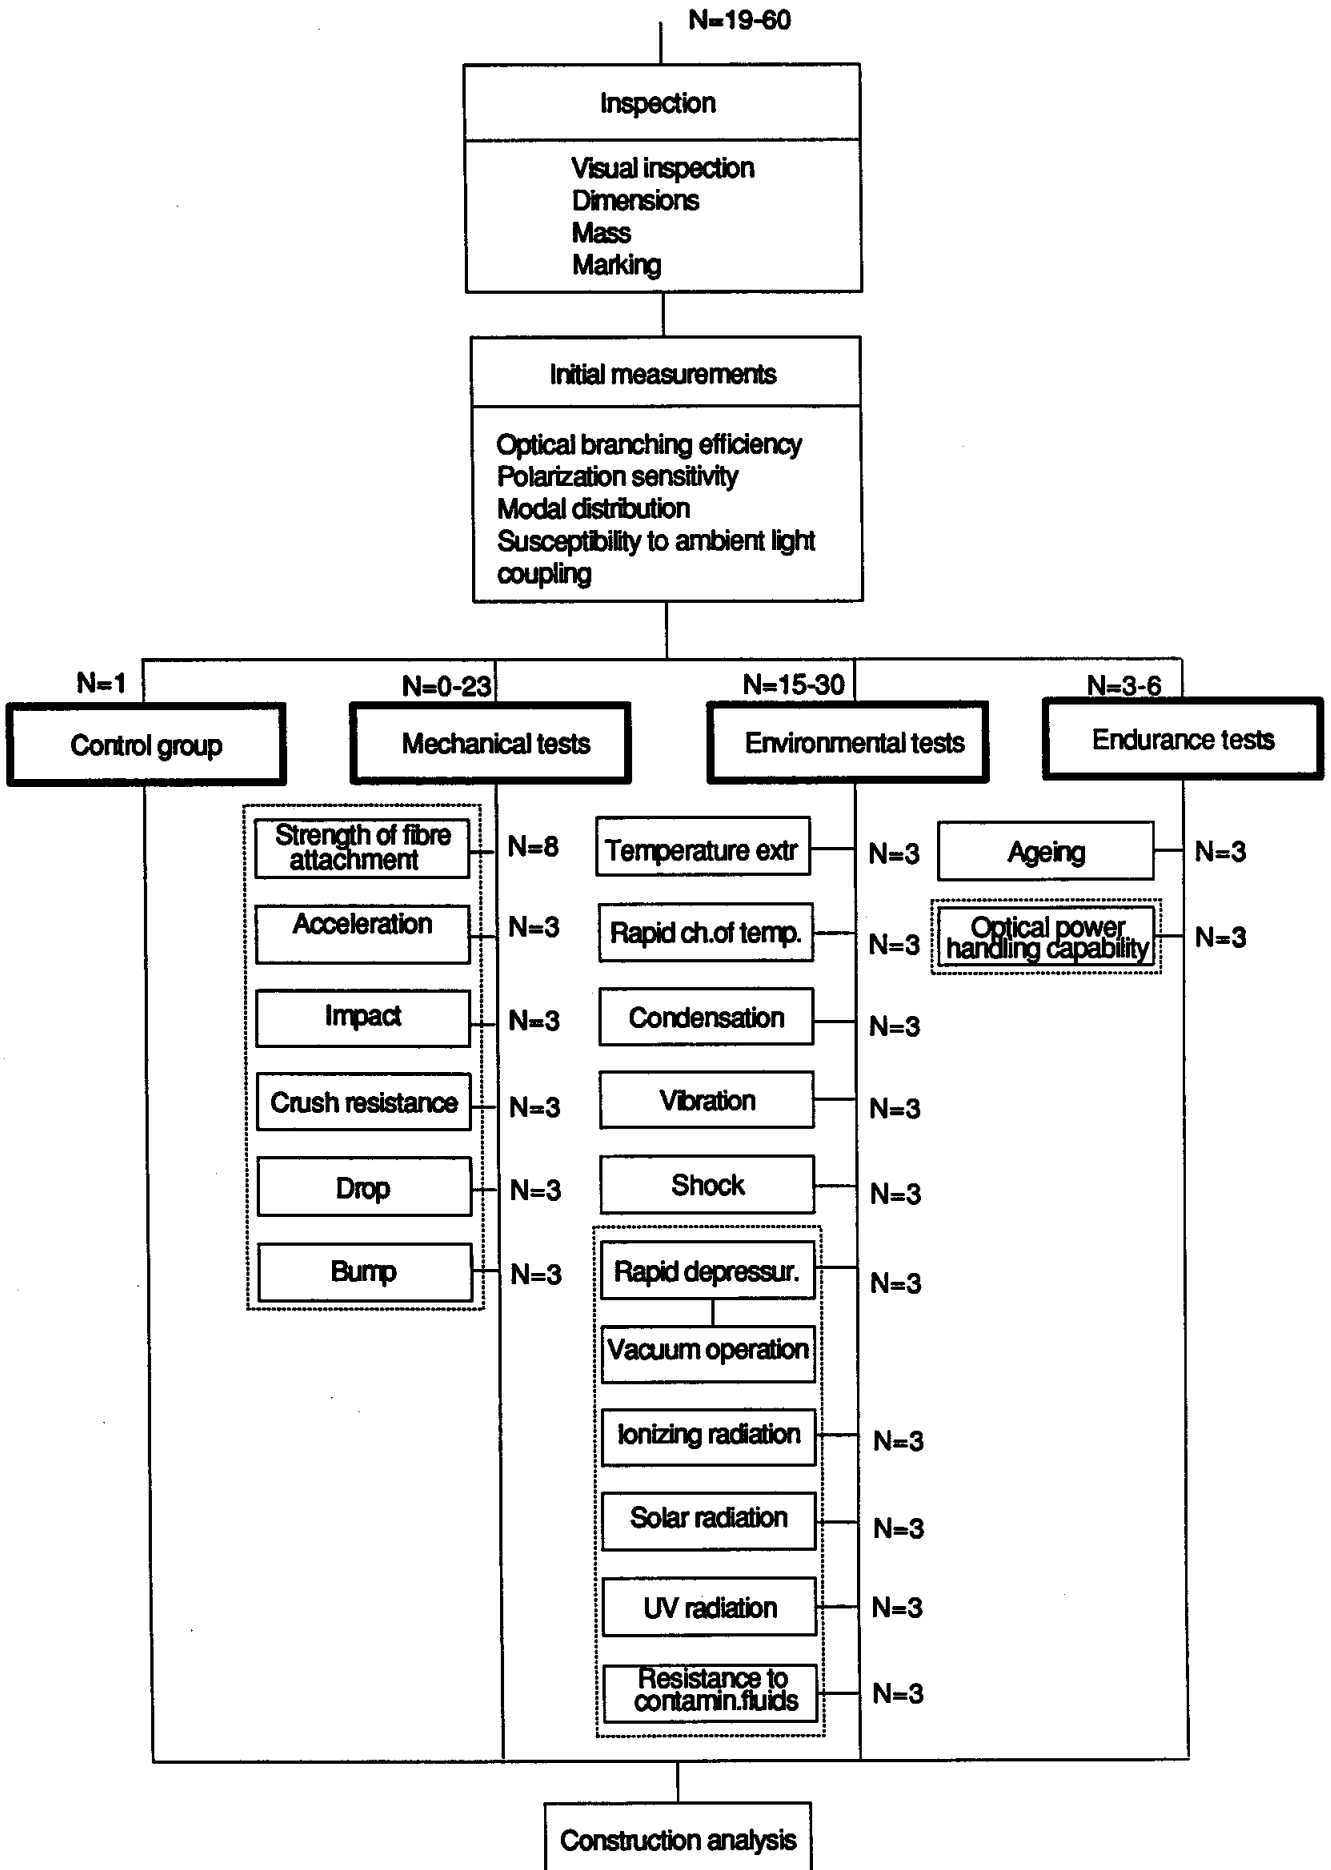 N=19-60
Inspection
Visual inspection
Dimensions
Mass
Marking
Initial measurements
Optical branching efficiency
Polarization sensitivity
Modal distribution
Susceptibility to ambient light
coupling
N=1
Control group
N=0-23
Mechanical tests
N=15-30
Environmental tests
N=3-6
Endurance tests
Strength of fibre
attachment
N=8
Acceleration
N=3
Impact
N=3
Crush resistance
N=3
Drop
N=3
Bump
N=3
Temperature extr
N=3
Rapid ch.of temp.
N=3
Condensation
N=3
Vibration
N=3
Shock
N=3
Rapid depressur.
N=3
Vacuum operation
Ionizing radiation
N=3
Solar radiation
N=3
UV radiation
N=3
Resistance to
contamin.fluids
N=3
Ageing
N=3
Optical power
handling capability
N=3
Construction analysis